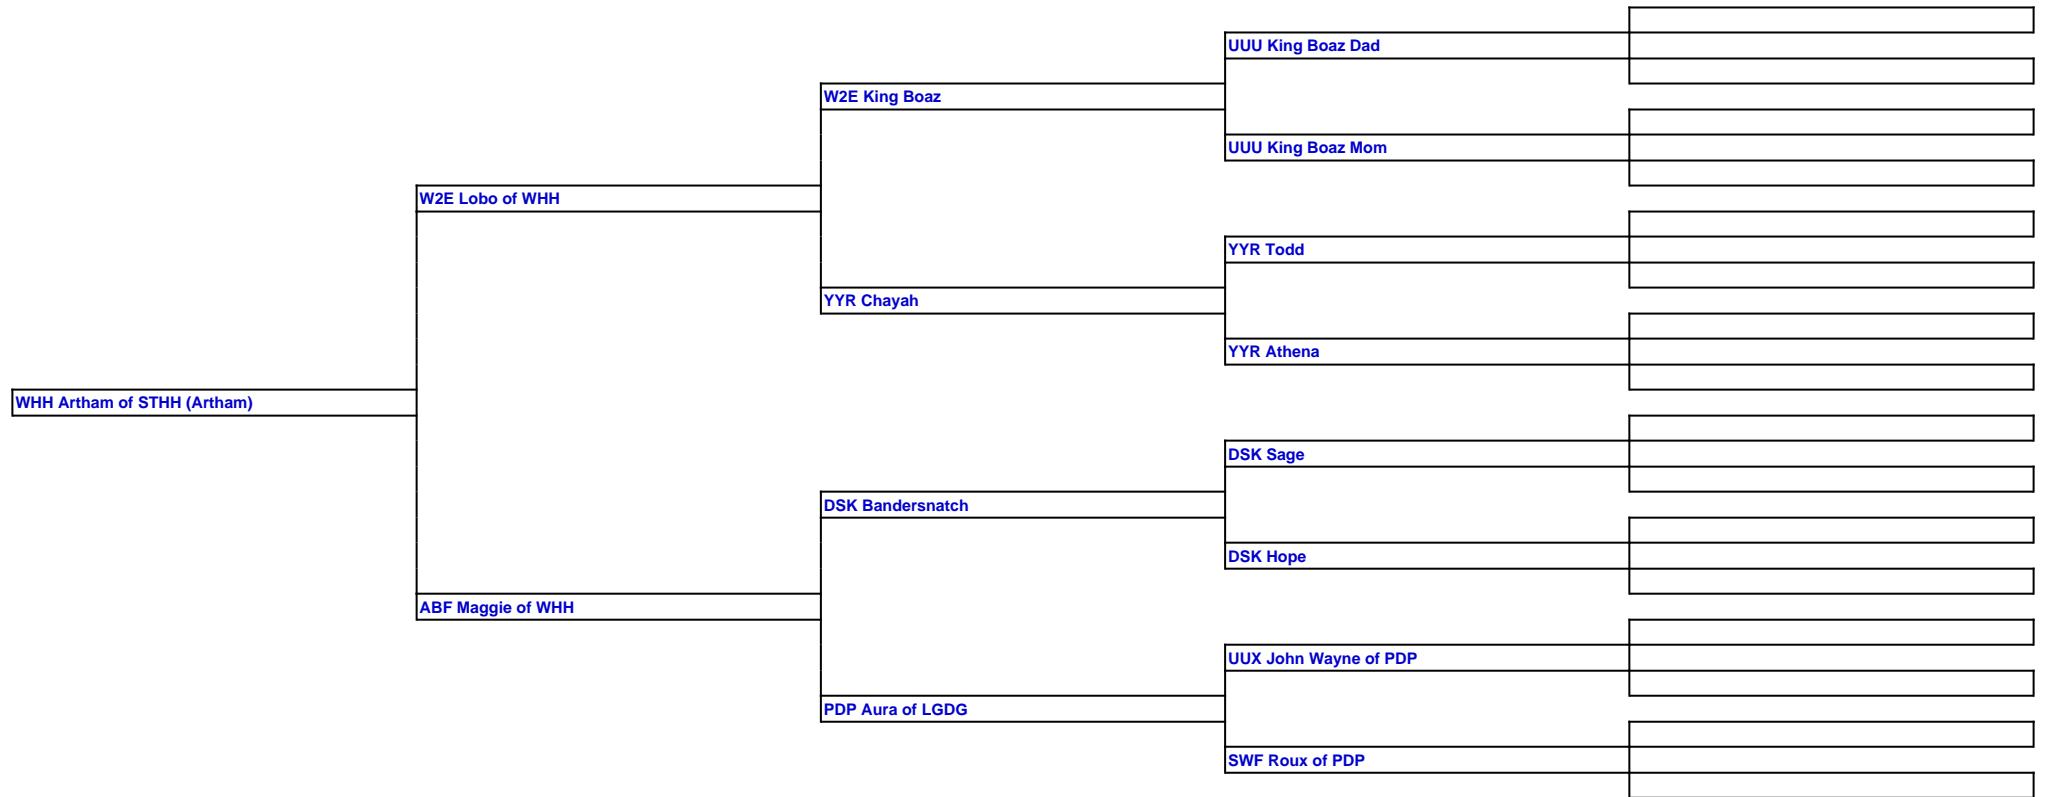 UUU King Boaz Dad
W2E King Boaz
UUU King Boaz Mom
W2E Lobo of WHH
YYR Todd
YYR Chayah
YYR Athena
WHH Artham of STHH (Artham)
DSK Sage
DSK Bandersnatch
DSK Hope
ABF Maggie of WHH
UUX John Wayne of PDP
PDP Aura of LGDG
SWF Roux of PDP